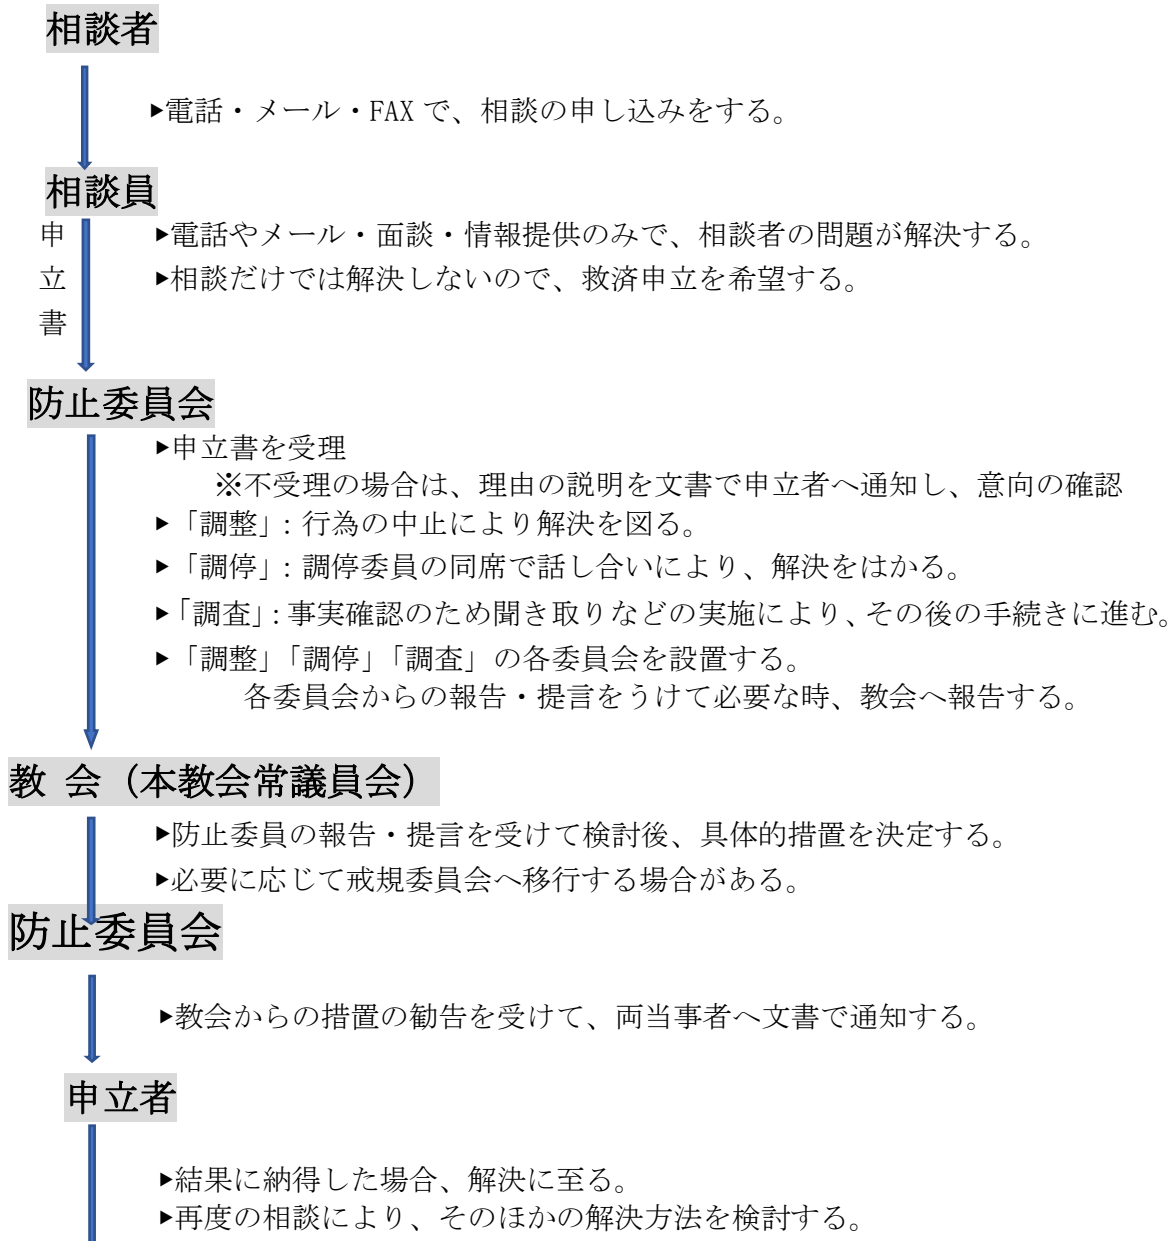 相談者
▶電話・メール・FAX で、相談の申し込みをする。
相談員
申立書
▶電話やメール・面談・情報提供のみで、相談者の問題が解決する。
▶相談だけでは解決しないので、救済申立を希望する。
防止委員会
▶申立書を受理
※不受理の場合は、理由の説明を文書で申立者へ通知し、意向の確認
▶「調整」：行為の中止により解決を図る。
▶「調停」：調停委員の同席で話し合いにより、解決をはかる。
▶「調査」：事実確認のため聞き取りなどの実施により、その後の手続きに進む。
▶「調整」「調停」「調査」の各委員会を設置する。
各委員会からの報告・提言をうけて必要な時、教会へ報告する。
教 会（本教会常議員会）
▶防止委員の報告・提言を受けて検討後、具体的措置を決定する。
▶必要に応じて戒規委員会へ移行する場合がある。
防止委員会
▶教会からの措置の勧告を受けて、両当事者へ文書で通知する。
申立者
▶結果に納得した場合、解決に至る。
▶再度の相談により、そのほかの解決方法を検討する。